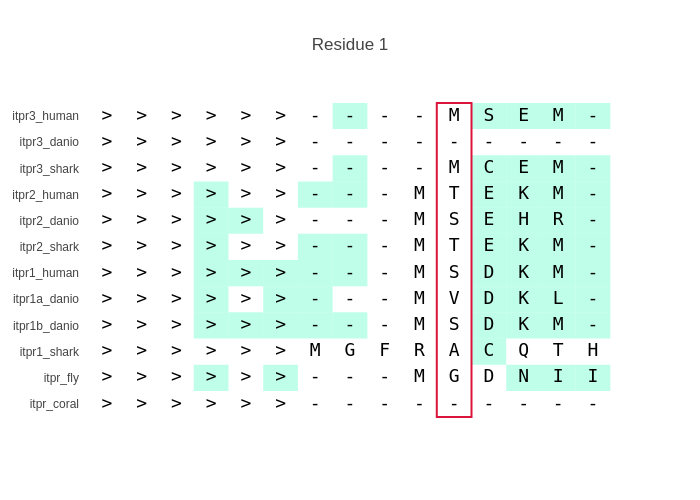 Residue 1
itpr3_human > > > > > > - - - - M S E M -
itpr3_danio > > > > > > - - - - - - - - -
itpr3_shark > > > > > > - - - - M C E M -
itpr2_human > > > > > > - - - M T E K M -
itpr2_danio > > > > > > - - - M S E H R -
itpr2_shark > > > > > > - - - M T E K M -
itpr1_human > > > > > > - - - M S D K M -
itpr1a_danio > > > > > > - - - M V D K L -
itpr1b_danio > > > > > > - - - M S D K M -
itpr1_shark > > > > > > M G F R A C Q T H
itpr_fly > > > > > > - - - M G D N I I
itpr_coral > > > > > > - - - - - - - - -